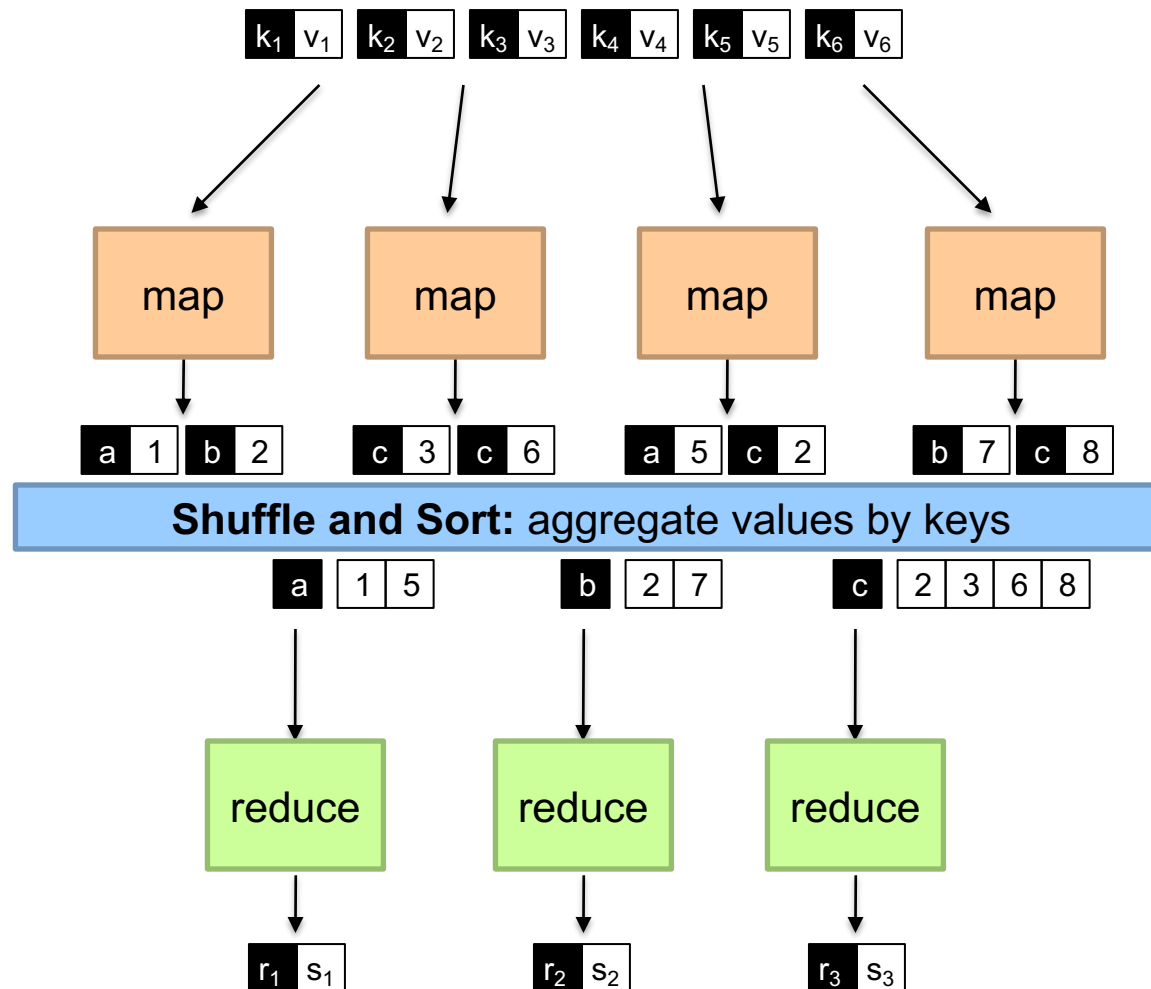 k₁ v₁ k₂ v₂ k₃ v₃ k₄ v₄ k₅ v₅ k₆ v₆
map map map map
a 1 b 2 c 3 c 6 a 5 c 2 b 7 c 8
Shuffle and Sort: aggregate values by keys
a 1 5 b 2 7 c 2 3 6 8
reduce reduce reduce
r₁ s₁ r₂ s₂ r₃ s₃